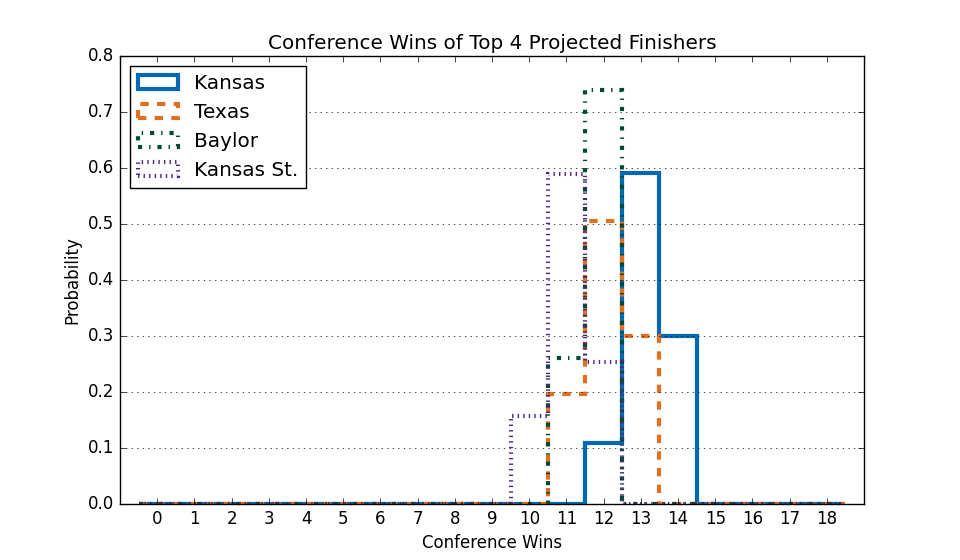 Conference Wins of Top 4 Projected Finishers
0.8
0.7
0.6
0.5
0.4
0.3
0.2
0.1
0.0
Probability
Kansas
Texas
Baylor
Kansas St.
0 1 2 3 4 5 6 7 8 9 10 11 12 13 14 15 16 17 18
Conference Wins